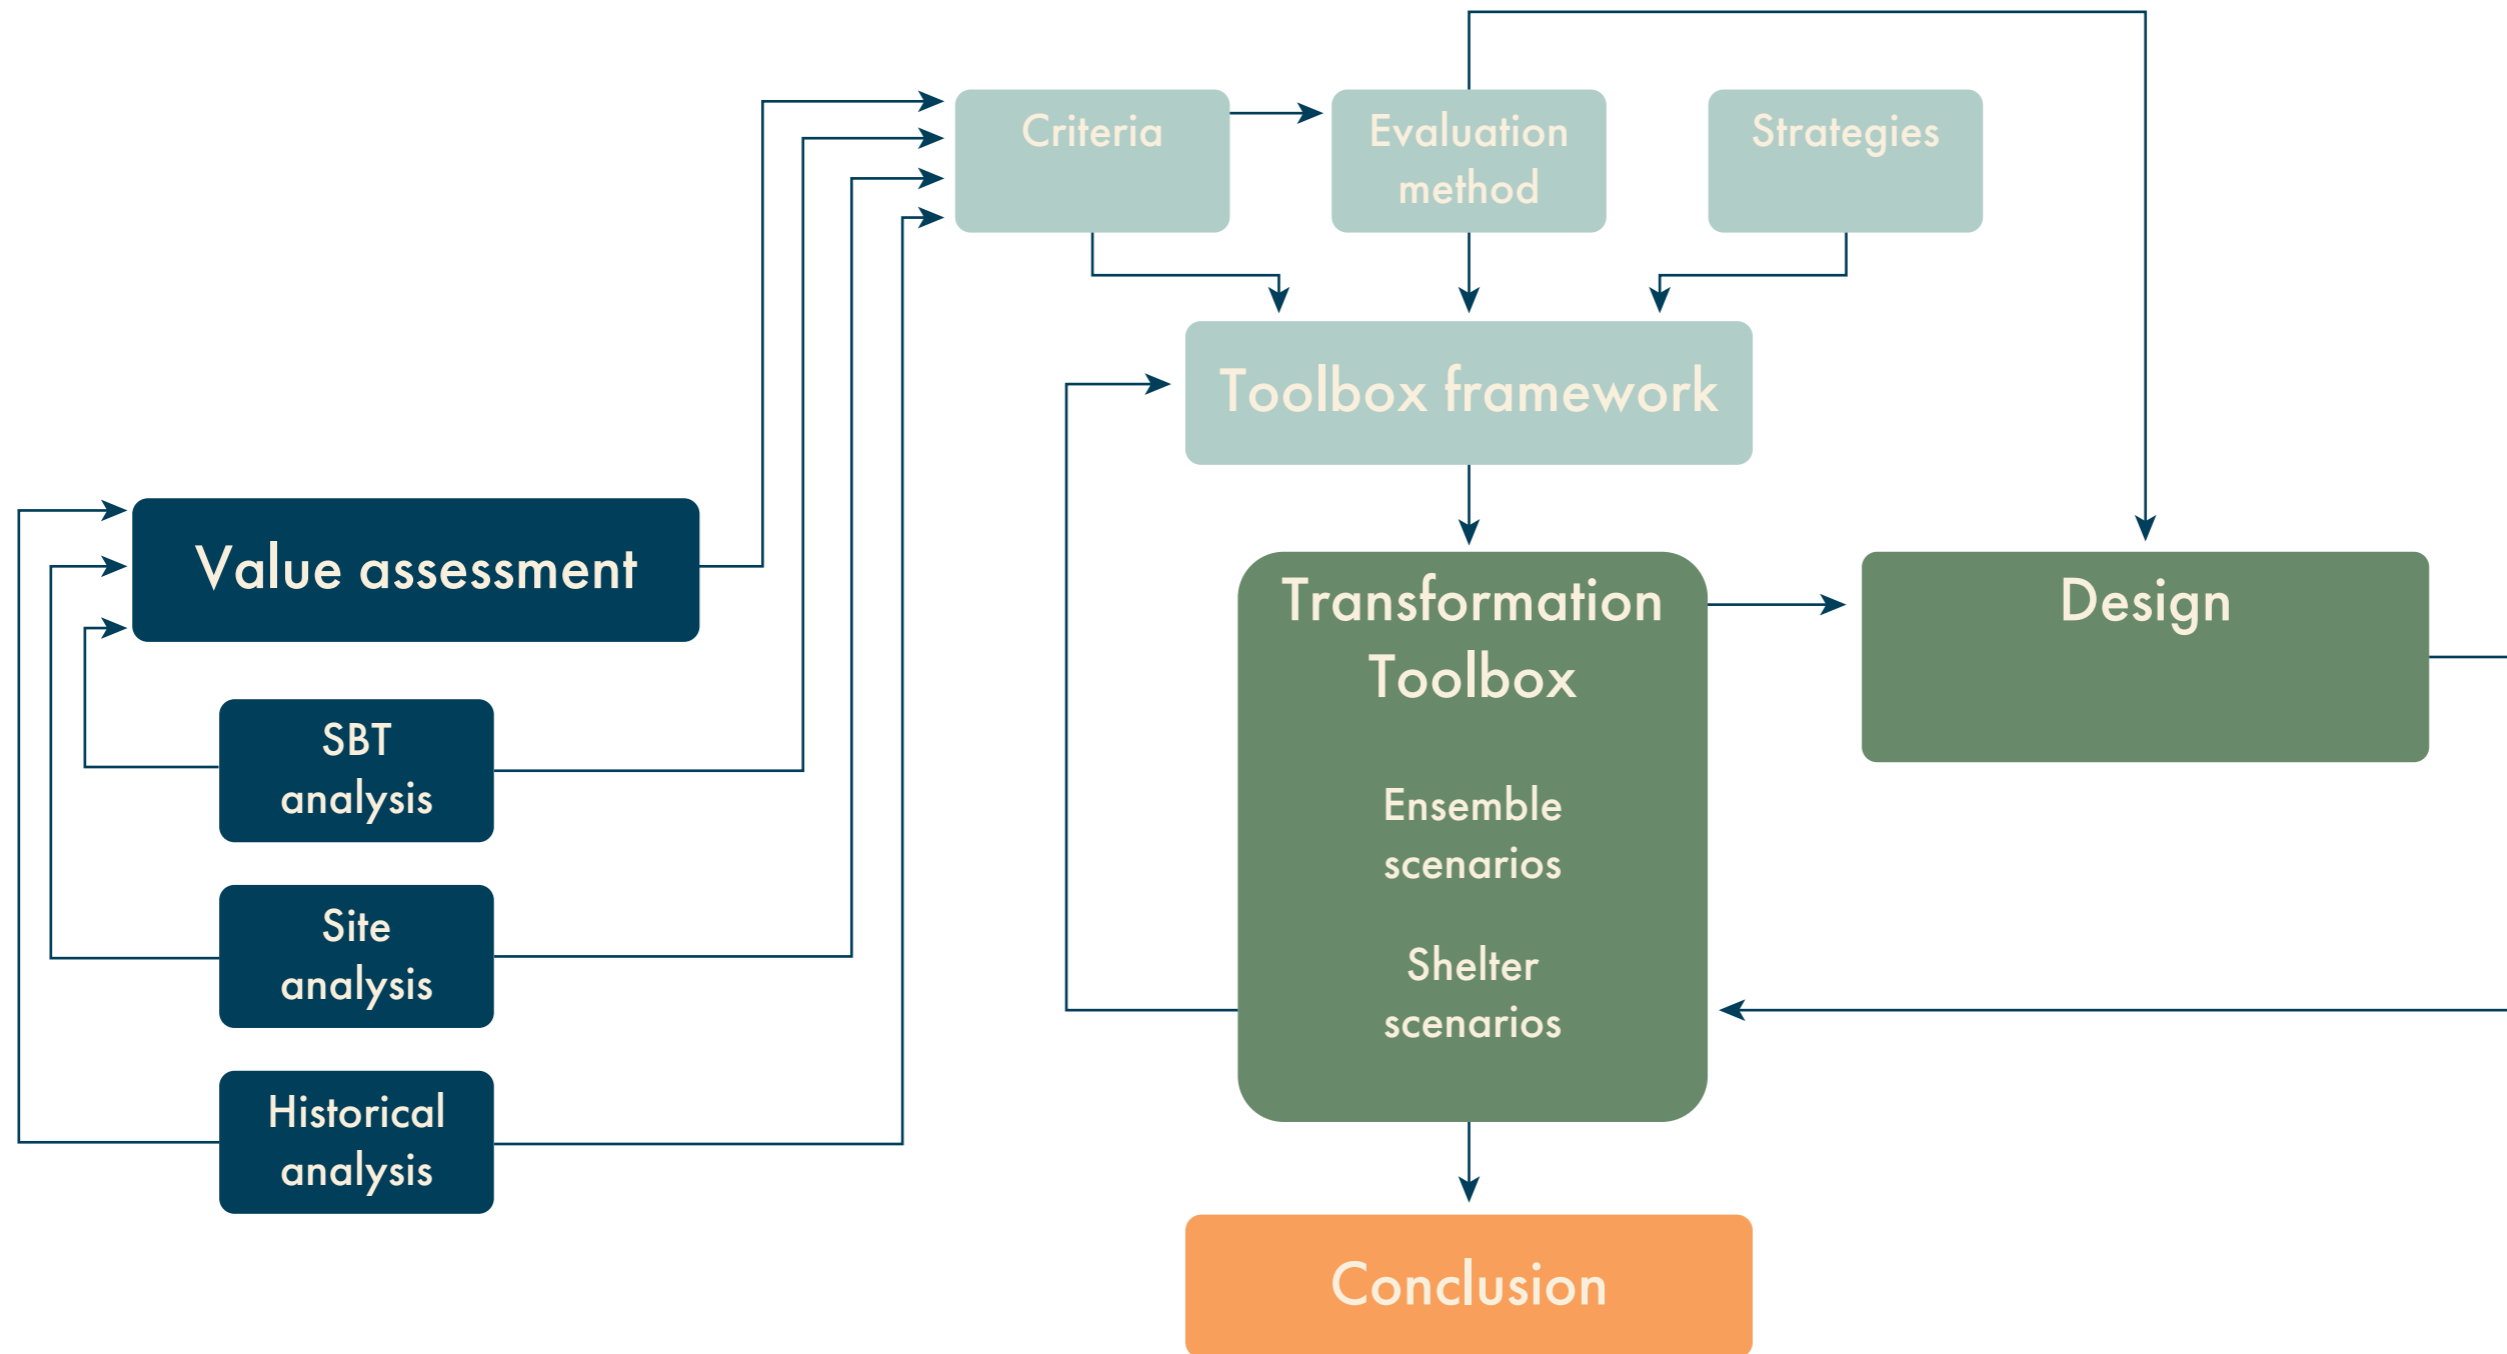 Criteria
Evaluation
method
Strategies
Toolbox framework
Value assessment
SBT
analysis
Site
analysis
Historical
analysis
Transformation
Toolbox
Ensemble
scenarios
Shelter
scenarios
Design
Conclusion